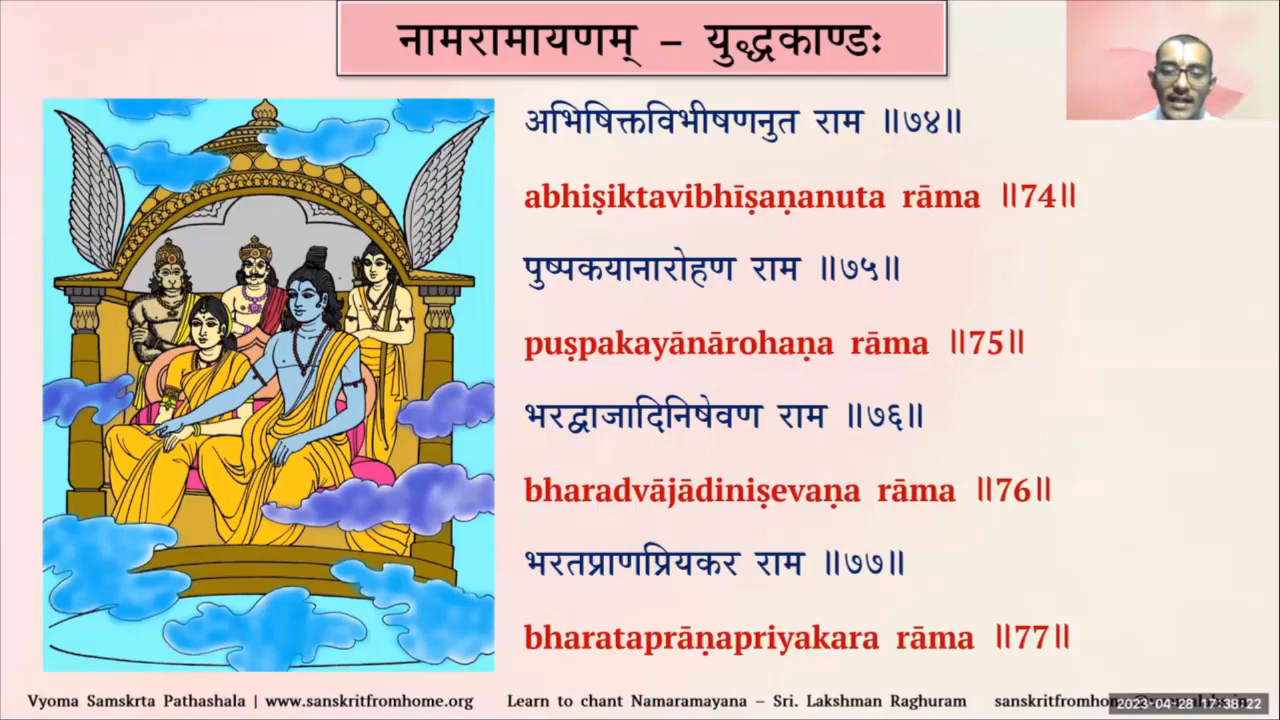 नामरामायणम् – युद्धकाण्डः
अभिषिक्तविभीषणनुत राम ॥७४॥
abhiṣiktavibhīṣaṇanuta rāma ॥74॥
पुष्पकयानारोहण राम ॥७५॥
puṣpakayānārohaṇa rāma ॥75॥
भरद्वाजादिनिषेवण राम ॥७६॥
bharadvājādiniṣevaṇa rāma ॥76॥
भरतप्राणप्रियकर राम ॥७७॥
bharataprāṇapriyakara rāma ॥77॥
Vyoma Samskrta Pathashala | www.sanskritfromhome.org Learn to chant Namaramayana – Sri. Lakshman Raghuram
2023-04-28 17:38:22